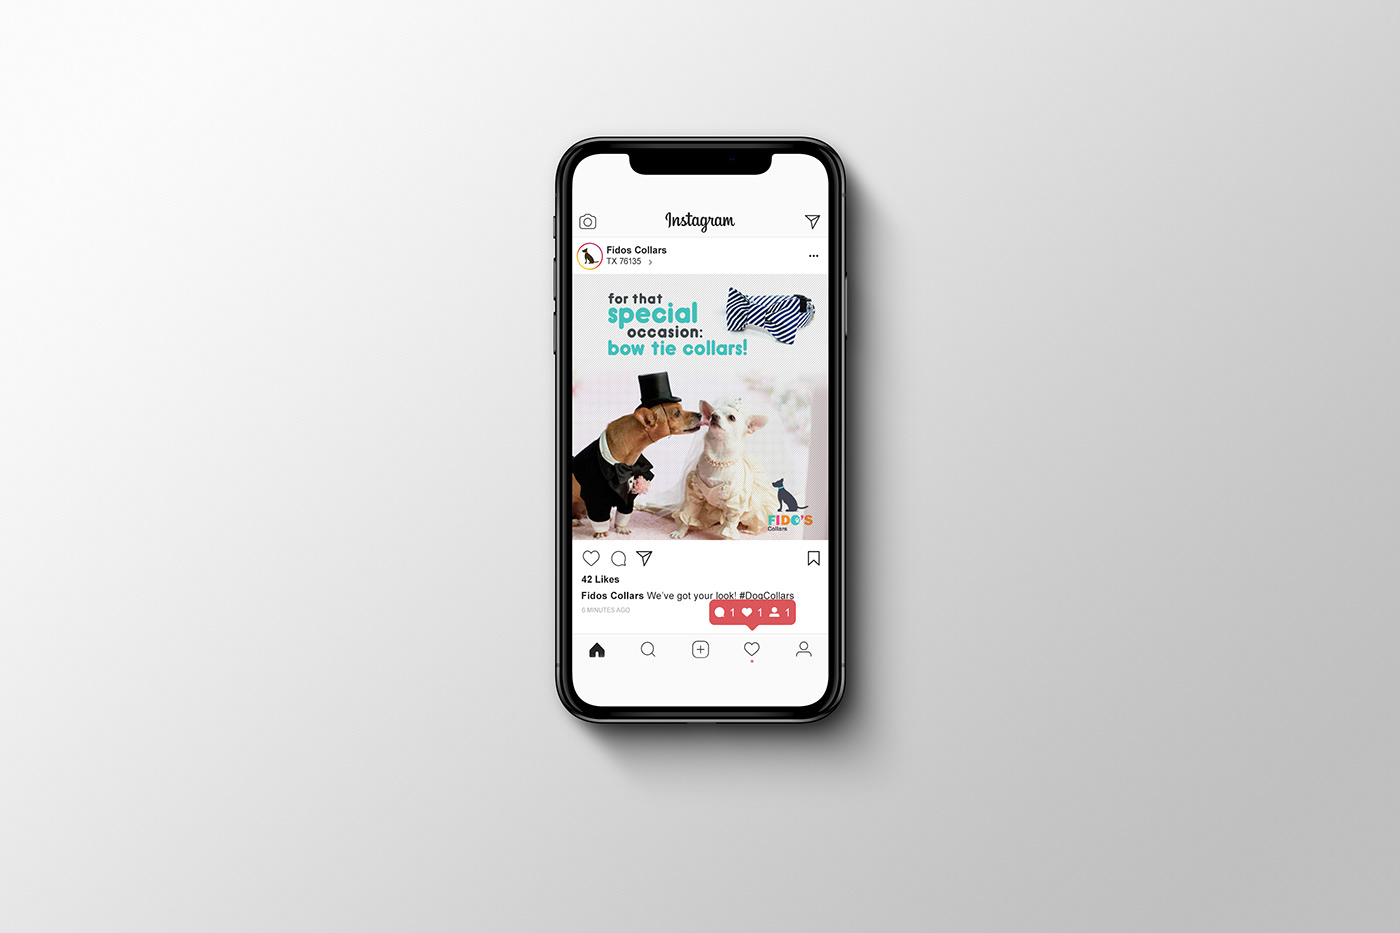 Instagram
Fidos Collars
TX 76135
for that
special
occasion:
bow tie collars!
FIDO'S
Collars
42 Likes
Fidos Collars We've got your look! #DogCollars
6 MINUTES AGO
1 1 1